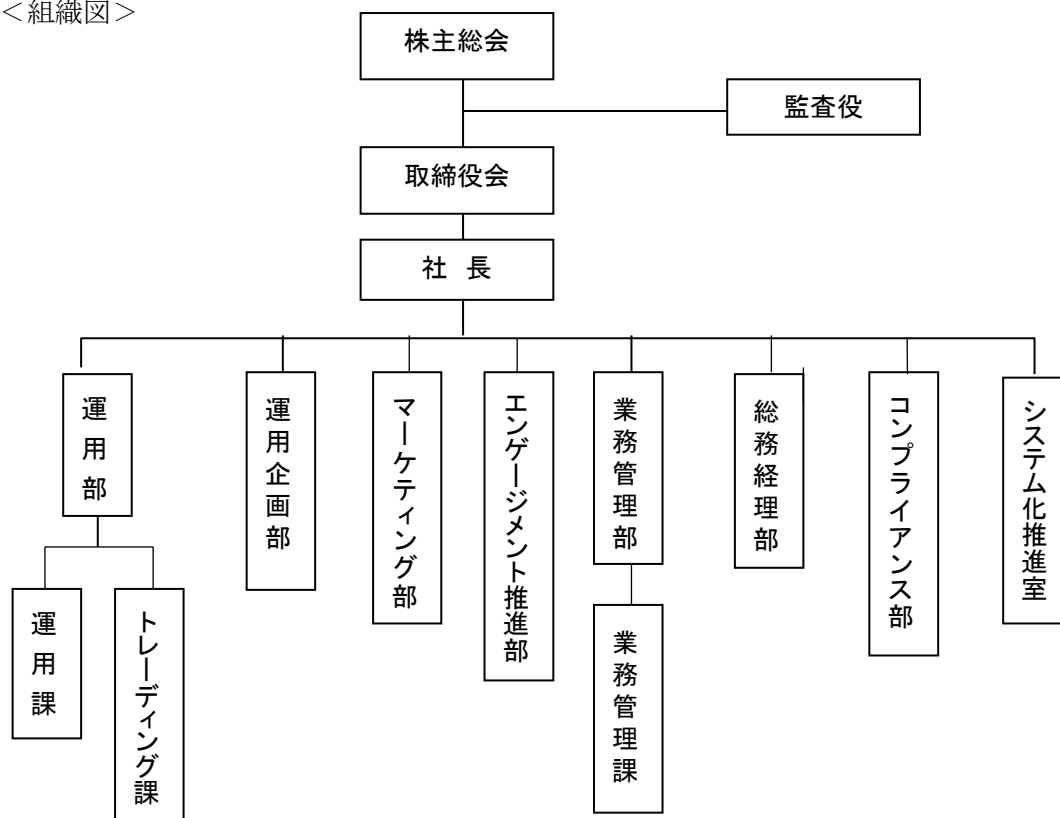 ＜組織図＞
株主総会
監査役
取締役会
社 長
運用部
運用企画部
マーケティング部
エンゲージメント推進部
業務管理部
総務経理部
コンプライアンス部
システム化推進室
運用課
トレーディング課
業務管理課